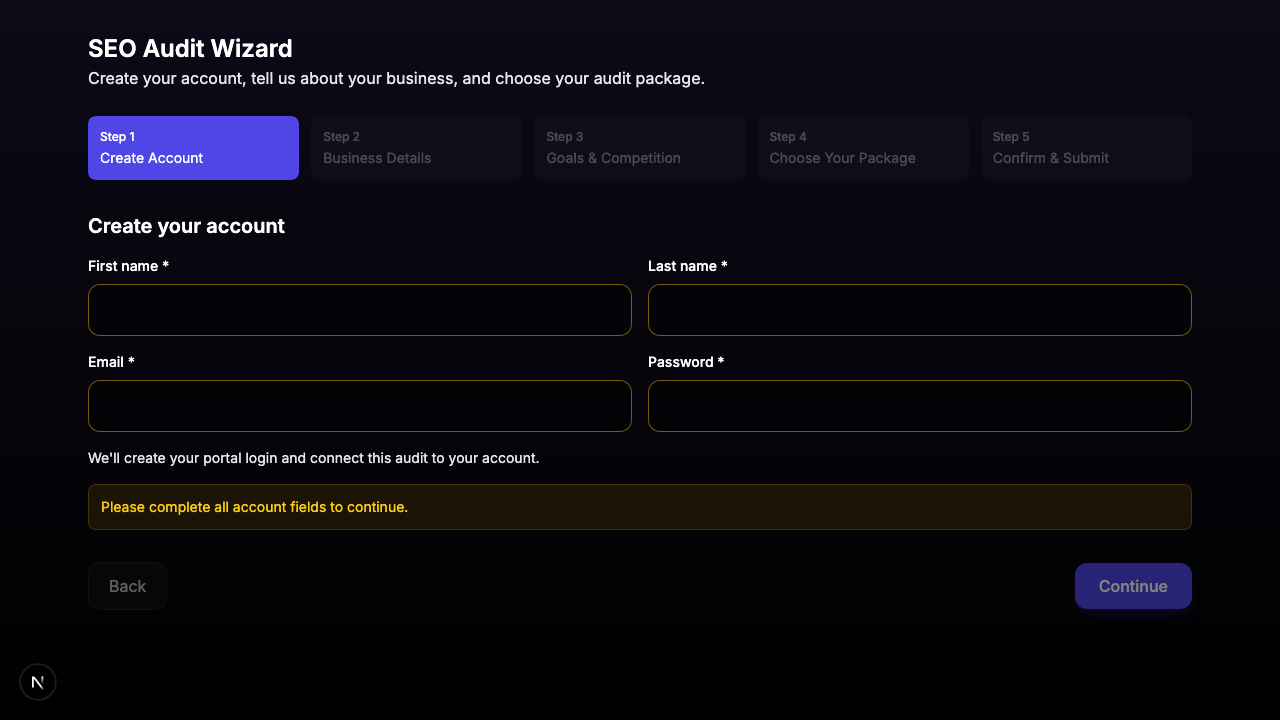 SEO Audit Wizard
Create your account, tell us about your business, and choose your audit package.
Step 1
Create Account
Step 2
Business Details
Step 3
Goals & Competition
Step 4
Choose Your Package
Step 5
Confirm & Submit
Create your account
First name *
Last name *
Email *
Password *
We'll create your portal login and connect this audit to your account.
Please complete all account fields to continue.
Back
Continue
N